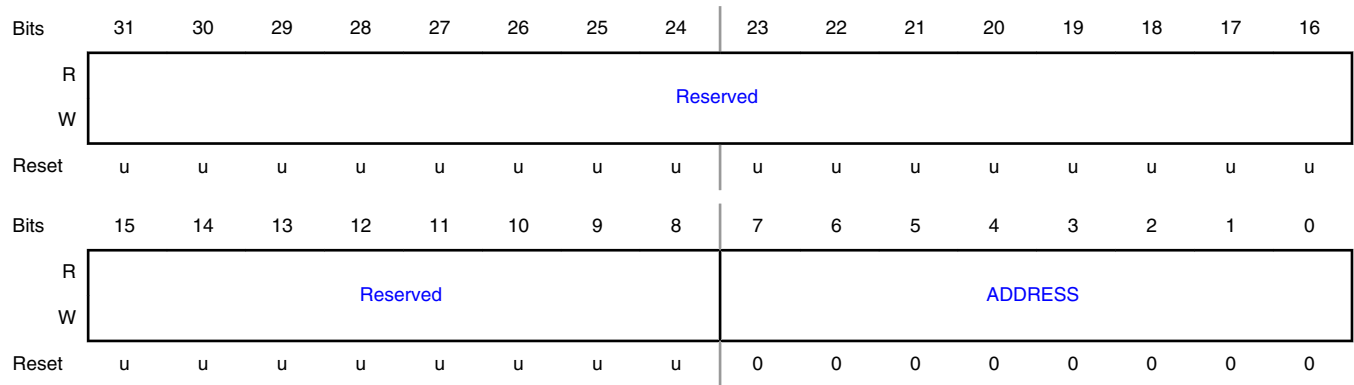 Bits 31 30 29 28 27 26 25 24 23 22 21 20 19 18 17 16
R
Reserved
W
Reset u u u u u u u u u u u u u u u u
Bits 15 14 13 12 11 10 9 8 7 6 5 4 3 2 1 0
R
Reserved ADDRESS
W
Reset u u u u u u u u 0 0 0 0 0 0 0 0